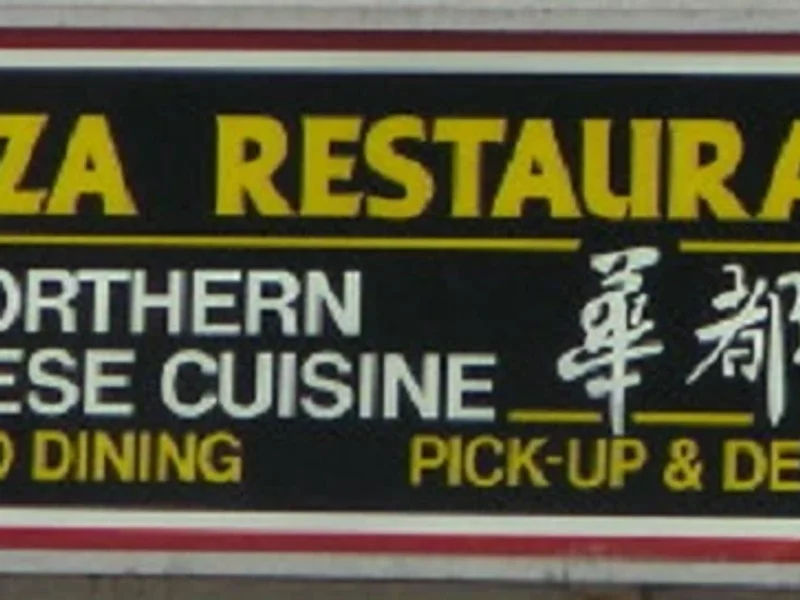 ZA RESTAURA
ORTHERN
ESE CUISINE 華都
DINING PICK-UP & DE